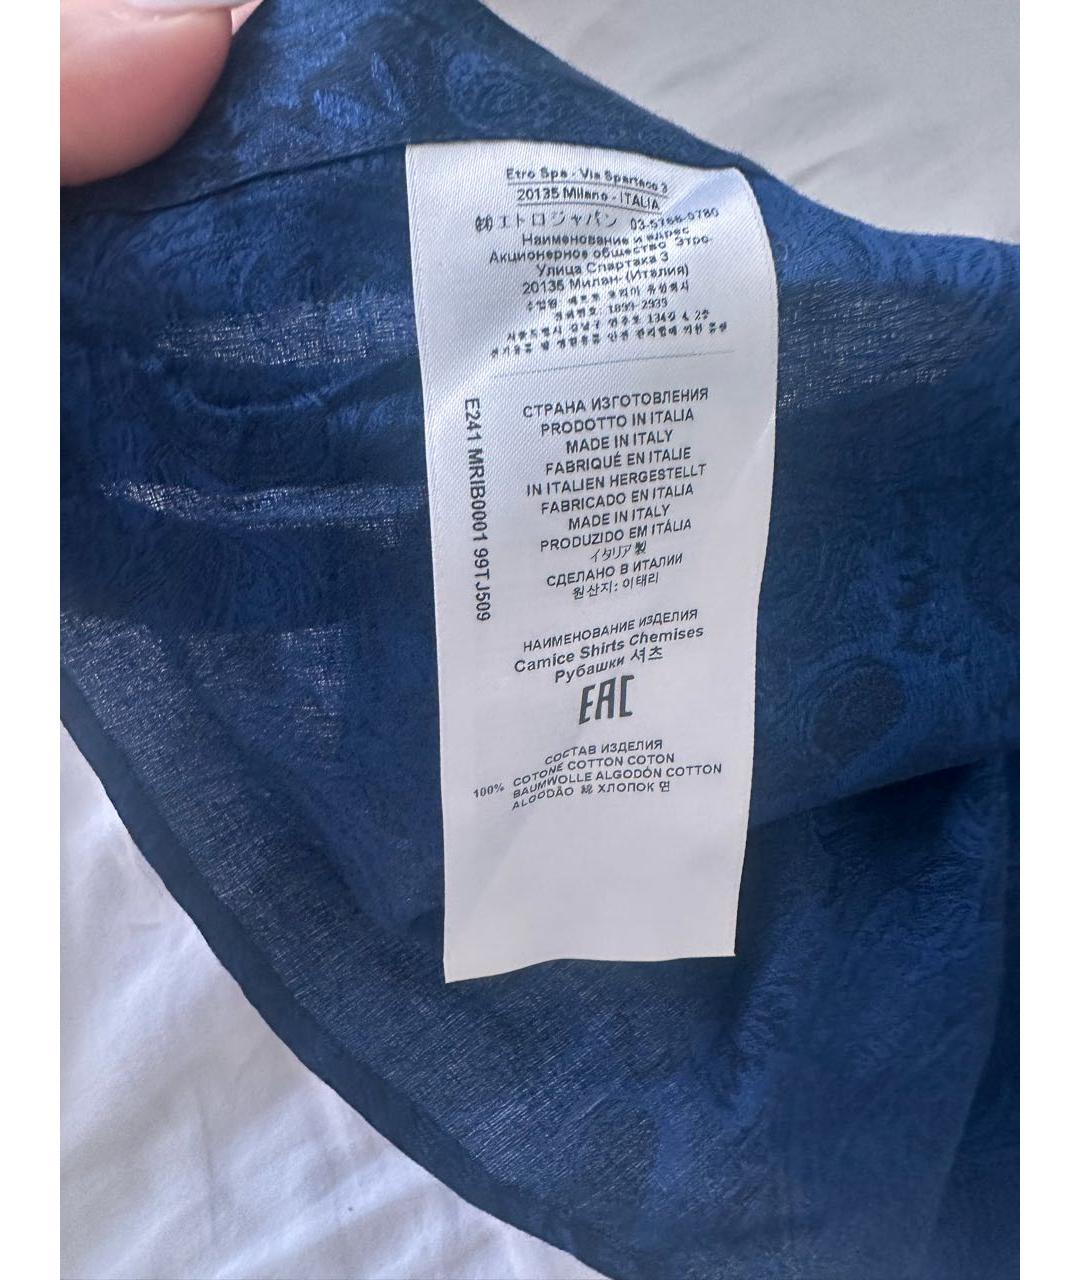 Etro Spa - Via Spartaco 3
20135 Milano - ITALIA
㈱エトロジャパン 03-5766-0780
Наименование и адрес
Акционерное общество Этро-
Улица Спартака 3
20135 Милан- (Италия)
1899-2939
СТРАНА ИЗГОТОВЛЕНИЯ
PRODOTTO IN ITALIA
MADE IN ITALY
FABRIQUÉ EN ITALIE
IN ITALIEN HERGESTELLT
FABRICADO EN ITALIA
MADE IN ITALY
PRODUZIDO EM ITÁLIA
イタリア製
СДЕЛАНО В ИТАЛИИ
원산지: 이태리
E241 MRIB0001 99TJ509
НАИМЕНОВАНИЕ ИЗДЕЛИЯ
Camice Shirts Chemises
Рубашки 셔츠
EAC
СОСТАВ ИЗДЕЛИЯ
COTONE COTTON COTON
100% BAUMWOLLE ALGODÓN COTTON
ALGODÃO 綿 ХЛОПОК 면